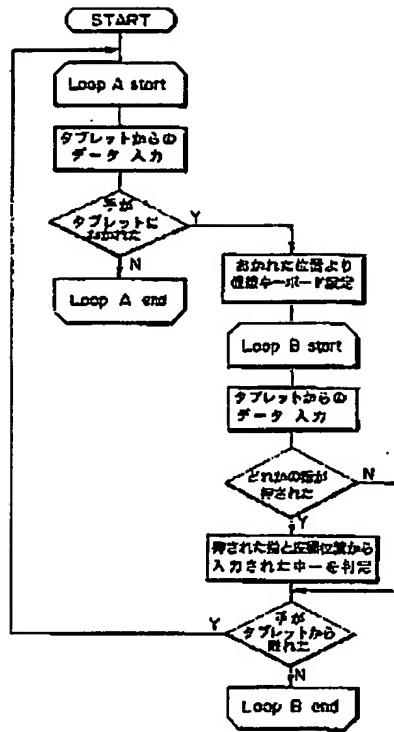 START
Loop A start
タブレットからの
データ 入力
手が
タブレットに
おかれた
Y
N
Loop A end
おかれた位置より
仮想キーボード設定
Loop B start
タブレットからの
データ 入力
どれかの指が
押された
N
Y
押された指と座標位置から
入力されたキーを判定
手が
タブレットから
離れた
Y
N
Loop B end